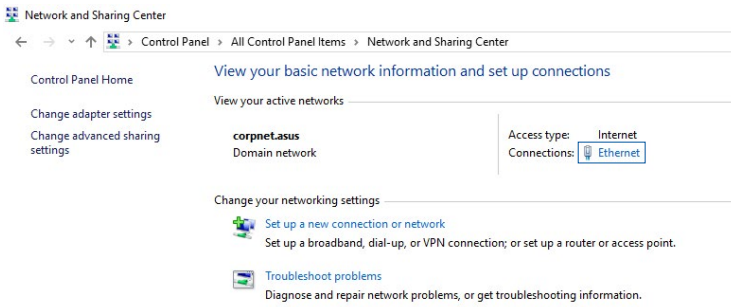 Network and Sharing Center
Control Panel > All Control Panel Items > Network and Sharing Center
Control Panel Home
Change adapter settings
Change advanced sharing
settings
View your basic network information and set up connections
View your active networks
corpnet.asus
Domain network
Access type: Internet
Connections: Ethernet
Change your networking settings
Set up a new connection or network
Set up a broadband, dial-up, or VPN connection; or set up a router or access point.
Troubleshoot problems
Diagnose and repair network problems, or get troubleshooting information.